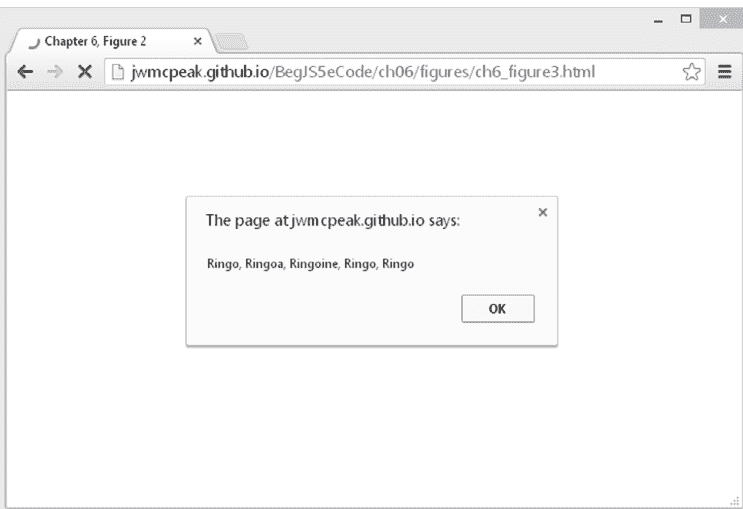 Chapter 6, Figure 2
jwmcpeak.github.io/BegJS5eCode/ch06/figures/ch6_figure3.html
The page at jwmcpeak.github.io says:
Ringo, Ringoa, Ringoine, Ringo, Ringo
OK